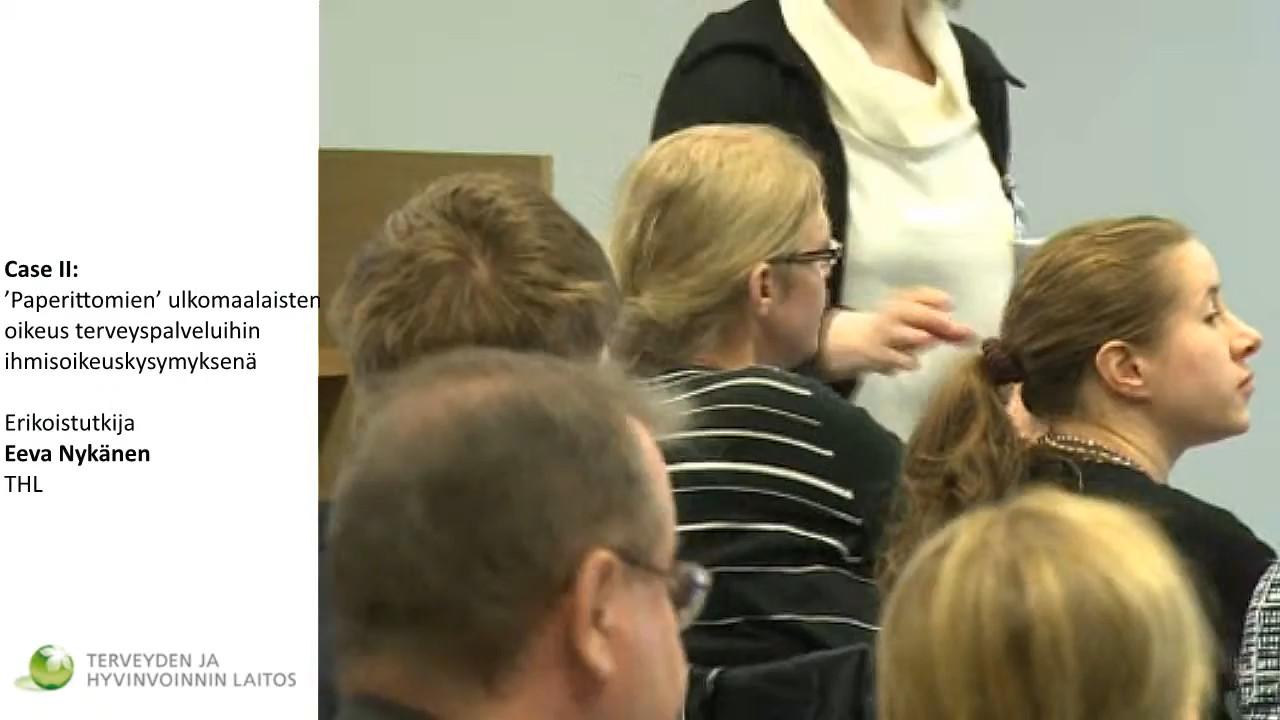 Case II:
’Paperittomien’ ulkomaalaisten
oikeus terveyspalveluihin
ihmisoikeuskysymyksenä
Erikoistutkija
Eeva Nykänen
THL
TERVEYDEN JA
HYVINVOINNIN LAITOS